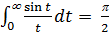 ∫₀^∞ (sin t)/t dt = π/2